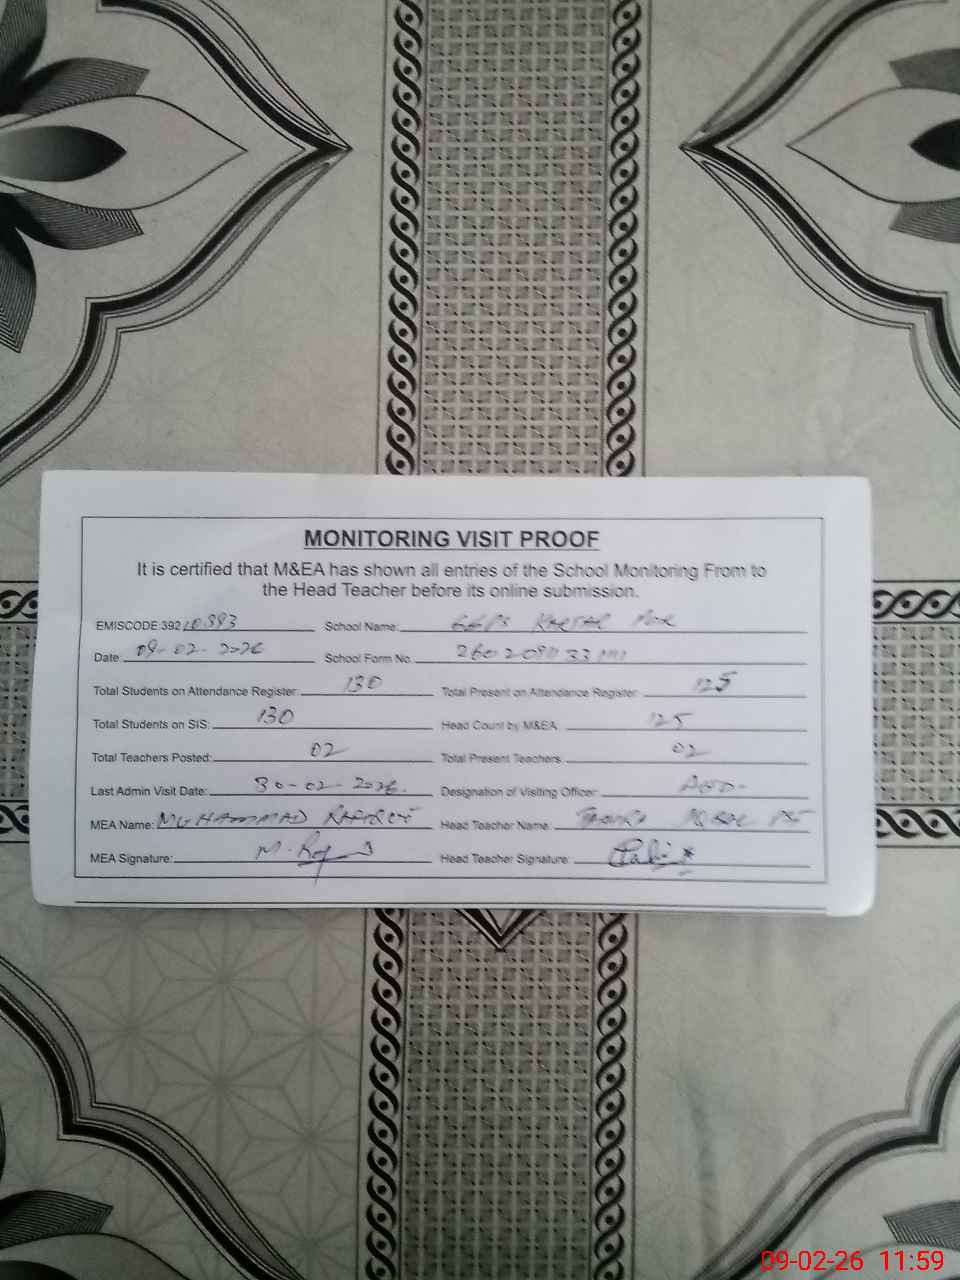 MONITORING VISIT PROOF
It is certified that M&EA has shown all entries of the School Monitoring From to
the Head Teacher before its online submission.
EMISCODE:392 10393 School Name:
Date: 09-02-2026 School Form No.
Total Students on Attendance Register: 130 Total Present on Attendance Register: 125
Total Students on SIS: 130 Head Count by M&EA: 125
Total Teachers Posted: 02 Total Present Teachers: 02
Last Admin Visit Date: 30-02-2026. Designation of Visiting Officer:
MEA Name: MUHAMMAD Head Teacher Name:
MEA Signature: Head Teacher Signature:
09-02-26 11:59